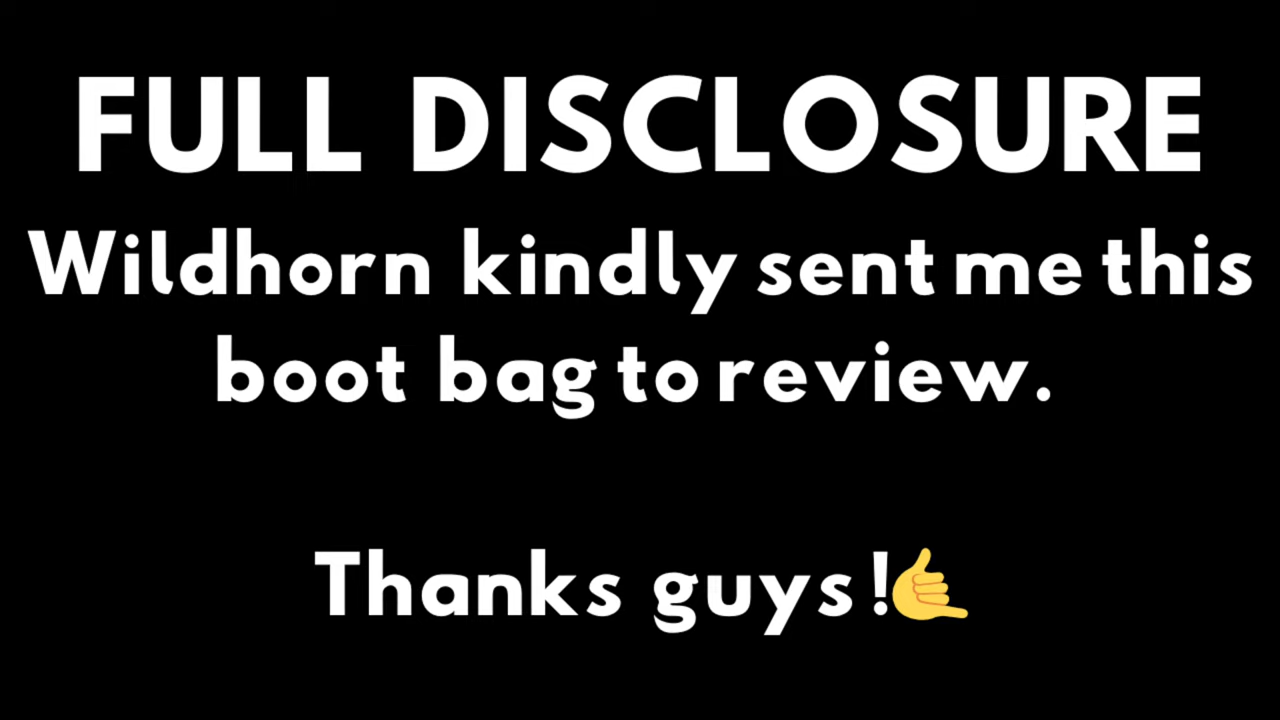 FULL DISCLOSURE
Wildhorn kindly sent me this
boot bag to review.
Thanks guys !🤙